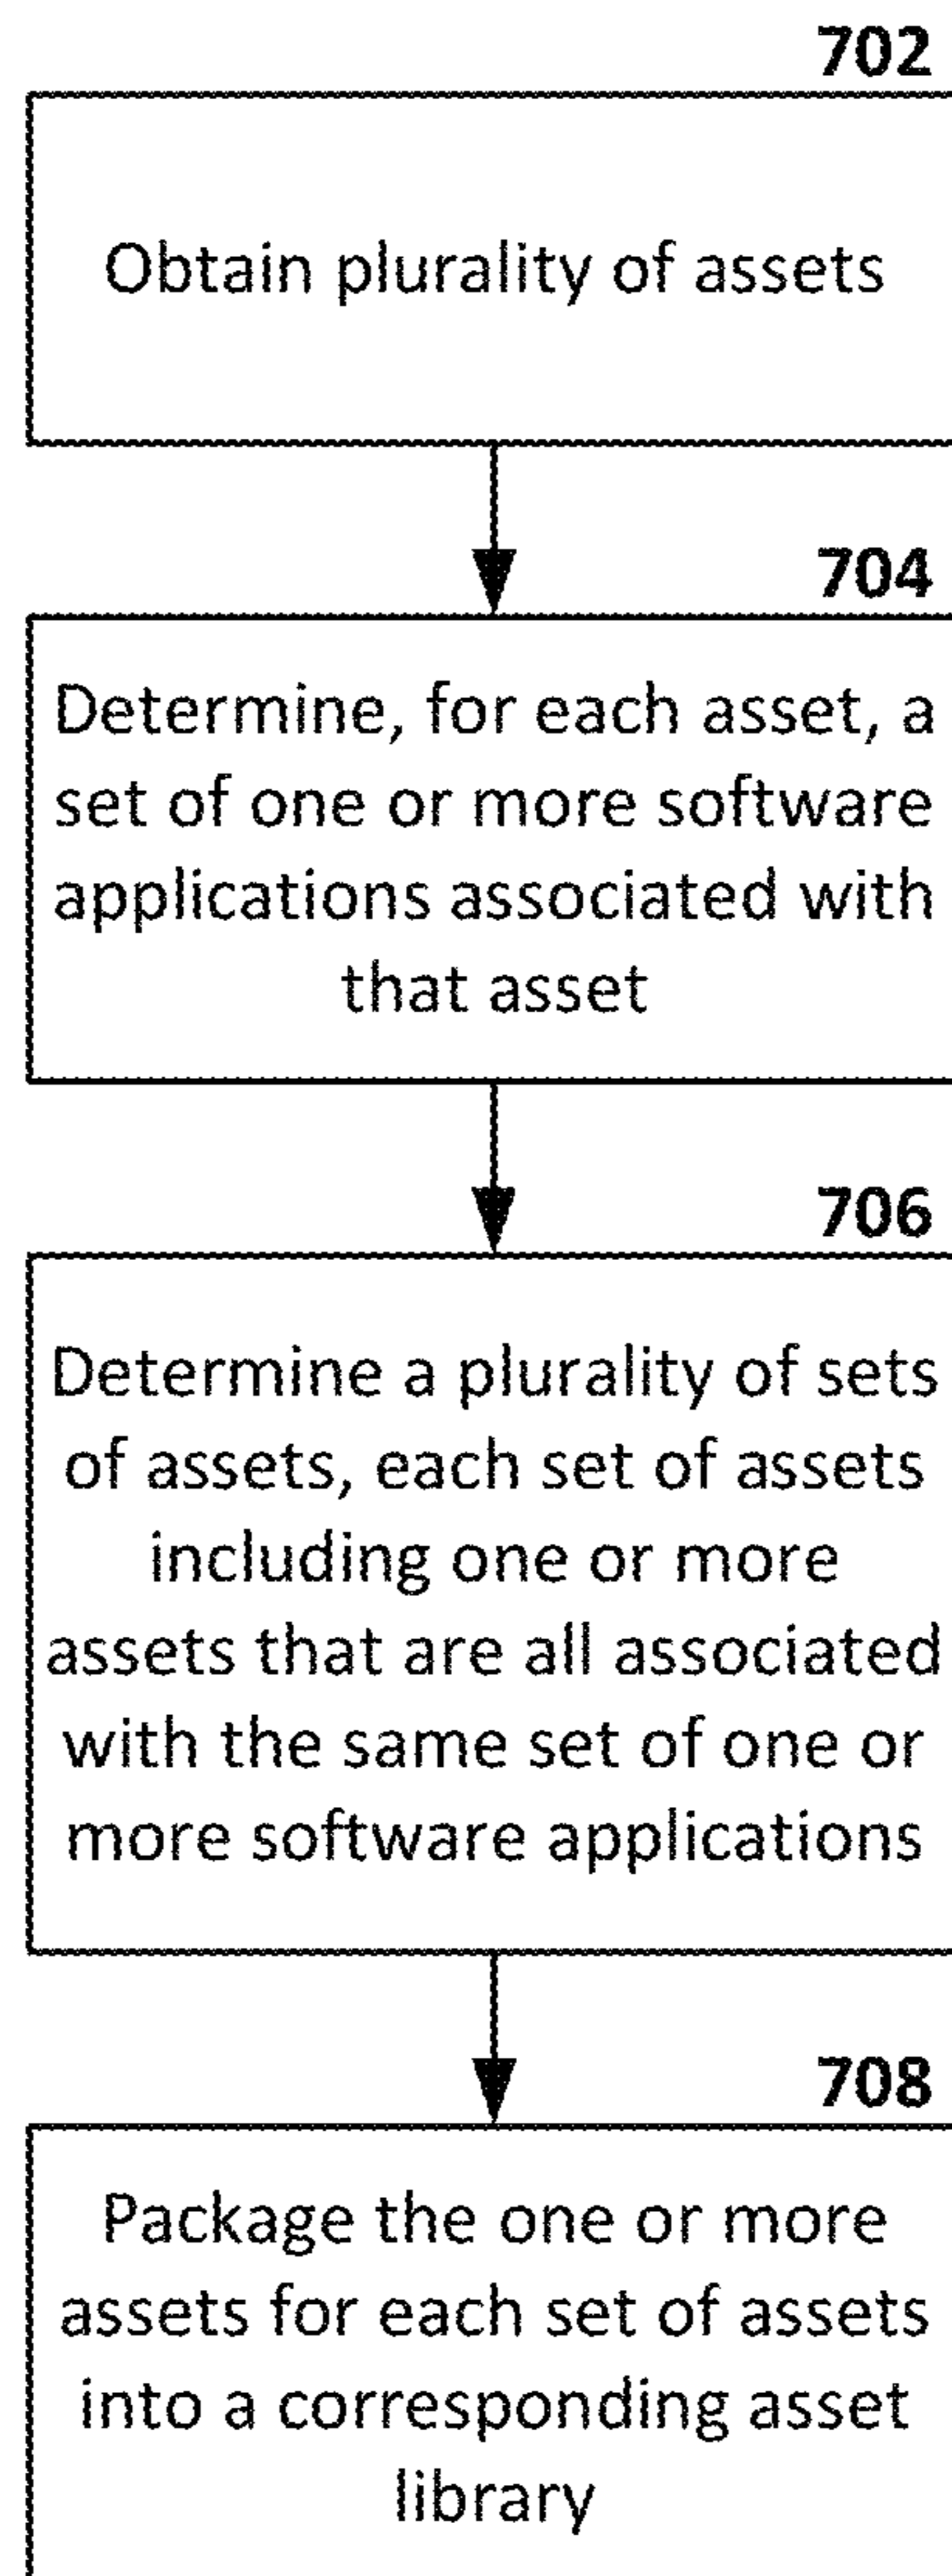 702
Obtain plurality of assets
704
Determine, for each asset, a
set of one or more software
applications associated with
that asset
706
Determine a plurality of sets
of assets, each set of assets
including one or more
assets that are all associated
with the same set of one or
more software applications
708
Package the one or more
assets for each set of assets
into a corresponding asset
library